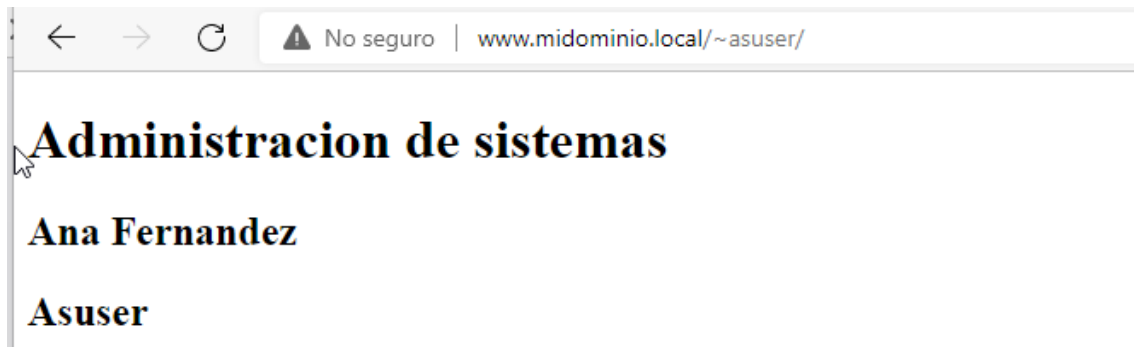 No seguro | www.midominio.local/~asuser/
Administracion de sistemas
Ana Fernandez
Asuser